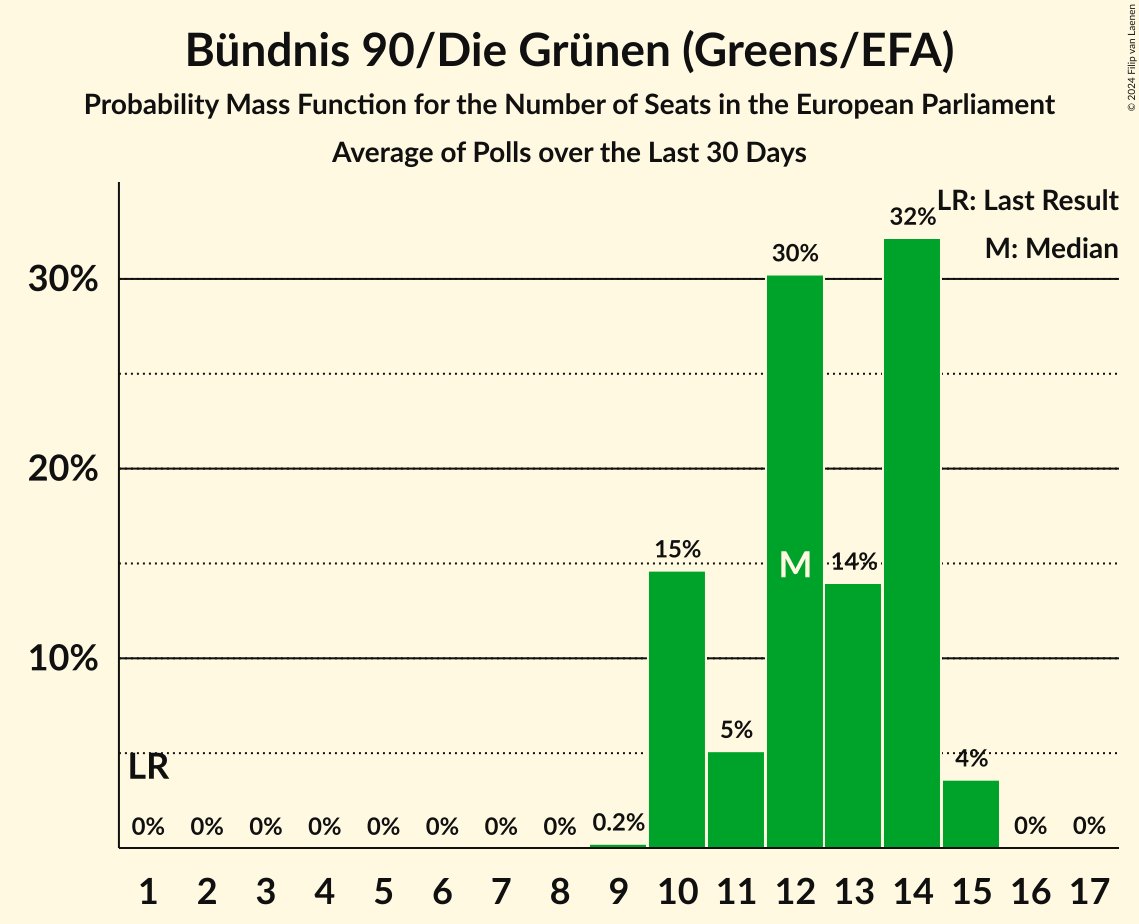 Bündnis 90/Die Grünen (Greens/EFA)
Probability Mass Function for the Number of Seats in the European Parliament
Average of Polls over the Last 30 Days
© 2024 Filip van Laenen
LR: Last Result
M: Median
32%
30%
30%
20%
15%
14%
M
10%
5%
4%
LR
0% 0% 0% 0% 0% 0% 0% 0% 0.2% 0% 0%
1 2 3 4 5 6 7 8 9 10 11 12 13 14 15 16 17